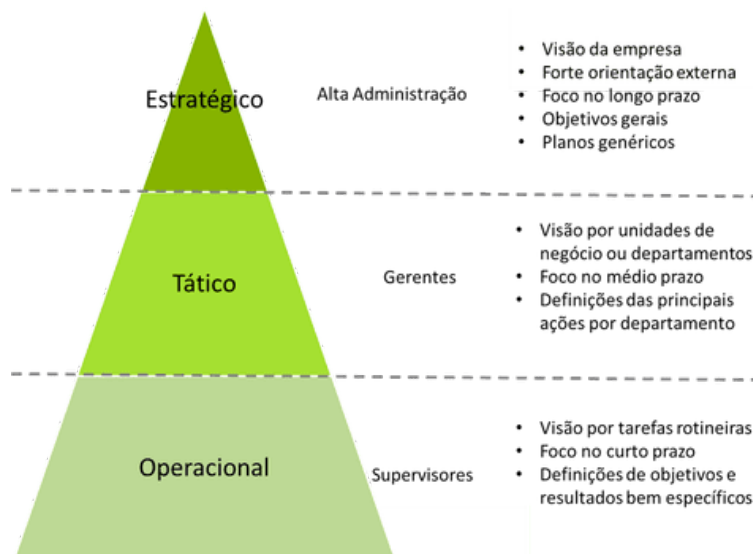 Estratégico
Alta Administração
• Visão da empresa
• Forte orientação externa
• Foco no longo prazo
• Objetivos gerais
• Planos genéricos
Tático
Gerentes
• Visão por unidades de
negócio ou departamentos
• Foco no médio prazo
• Definições das principais
ações por departamento
Operacional
Supervisores
• Visão por tarefas rotineiras
• Foco no curto prazo
• Definições de objetivos e
resultados bem específicos